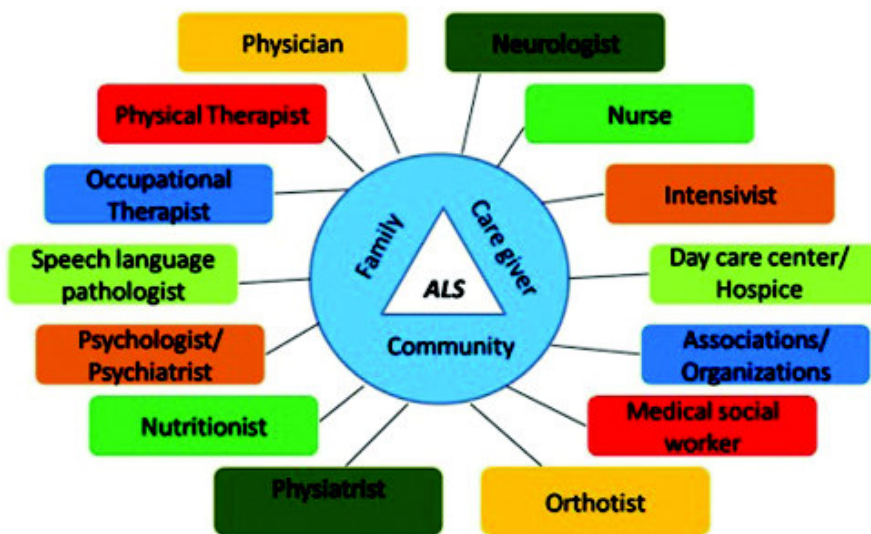 Physician
Neurologist
Physical Therapist
Nurse
Occupational
Therapist
Intensivist
Family
Care giver
Speech language
pathologist
ALS
Day care center/
Hospice
Community
Psychologist/
Psychiatrist
Associations/
Organizations
Nutritionist
Medical social
worker
Physiatrist
Orthotist